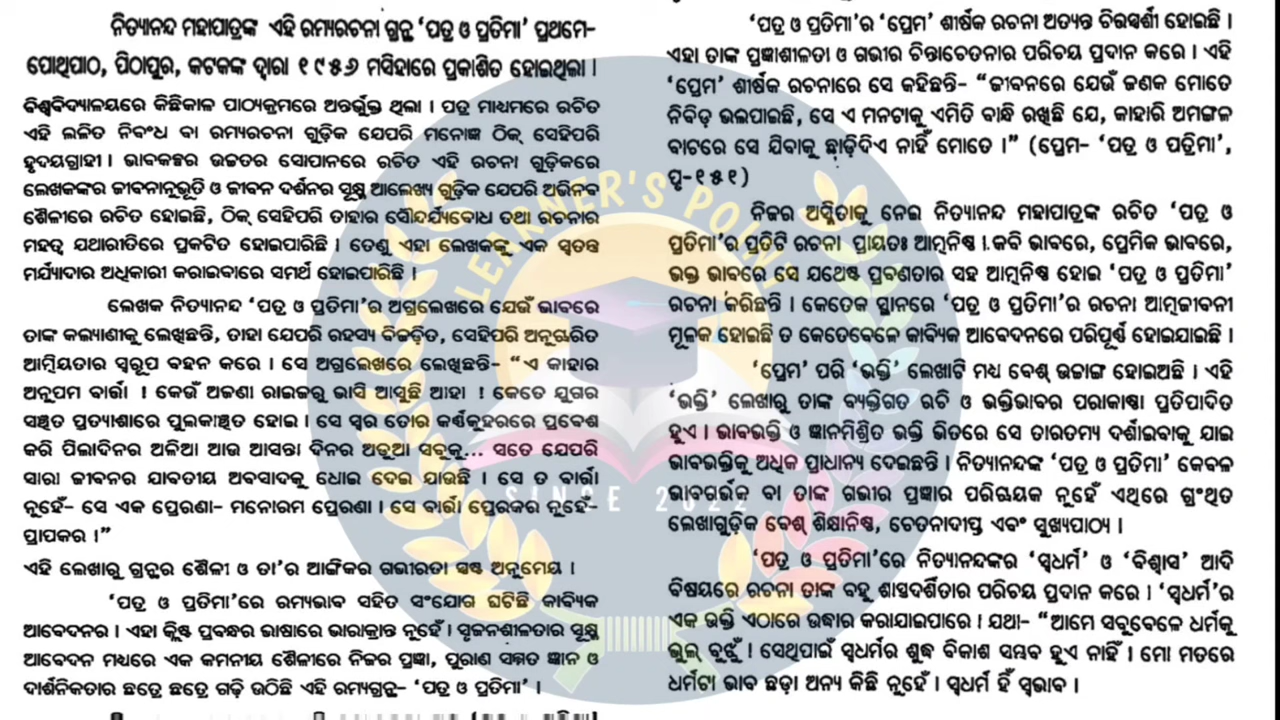 ନିତ୍ୟାନନ୍ଦ ମହାପାତ୍ରଙ୍କ ଏହି ରମ୍ୟରଚନା ଗ୍ରନ୍ଥ ‘ପତ୍ର ଓ ପ୍ରତିମା’ ପ୍ରଥମେ-
ପୋଥିପାଠ, ପିଠାପୁର, କଟକଙ୍କ ଦ୍ୱାରା ୧୯୫୬ ମସିହାରେ ପ୍ରକାଶିତ ହୋଇଥିଲା ।
ବିଶ୍ୱବିଦ୍ୟାଳୟରେ କିଛିକାଳ ପାଠ୍ୟକ୍ରମରେ ଅନ୍ତର୍ଭୁକ୍ତ ଥିଲା । ପତ୍ର ମାଧ୍ୟମରେ ରଚିତ
ଏହି ଲଳିତ ନିବଂଧ ବା ରମ୍ୟରଚନା ଗୁଡ଼ିକ ଯେପରି ମନୋଜ୍ଞ ଠିକ୍ ସେହିପରି
ହୃଦୟଗ୍ରାହୀ । ଭାବକଳ୍ପର ଉଚ୍ଚତର ସୋପାନରେ ରଚିତ ଏହି ରଚନା ଗୁଡ଼ିକରେ
ଲେଖକଙ୍କର ଜୀବନାନୁଭୂତି ଓ ଜୀବନ ଦର୍ଶନର ସୂକ୍ଷ୍ମ ଆଲେଖ୍ୟ ଗୁଡ଼ିକ ଯେପରି ଅଭିନବ
ଶୈଳୀରେ ରଚିତ ହୋଇଛି, ଠିକ୍ ସେହିପରି ତାହାର ସୌନ୍ଦର୍ଯ୍ୟବୋଧ ତଥା ରଚନାର
ମହତ୍ୱ ଯଥାରୀତିରେ ପ୍ରକଟିତ ହୋଇପାରିଛି । ତେଣୁ ଏହା ଲେଖକଙ୍କୁ ଏକ ସ୍ୱତନ୍ତ୍ର
ମର୍ଯ୍ୟାଦାର ଅଧିକାରୀ କରାଇବାରେ ସମର୍ଥ ହୋଇପାରିଛି ।
ଲେଖକ ନିତ୍ୟାନନ୍ଦ ‘ପତ୍ର ଓ ପ୍ରତିମା’ର ଅଗ୍ରଲେଖରେ ଯେଉଁ ଭାବରେ
ତାଙ୍କ କଲ୍ୟାଣୀକୁ ଲେଖିଛନ୍ତି, ତାହା ଯେପରି ରହସ୍ୟ ବିଜଡ଼ିତ, ସେହିପରି ଅନୁଚ୍ଚରିତ
ଆତ୍ମିୟତାର ସ୍ୱରୂପ ବହନ କରେ । ସେ ଅଗ୍ରଲେଖରେ ଲେଖିଛନ୍ତି- “ଏ କାହାର
ଅନୁପମ ବାର୍ତ୍ତା ! କେଉଁ ଅଜଣା ରାଇଜରୁ ଭାସି ଆସୁଛି ଆହା ! କେତେ ଯୁଗର
ସଞ୍ଚିତ ପ୍ରତ୍ୟାଶାରେ ପୁଲକାଞ୍ଚିତ ହୋଇ । ସେ ସ୍ୱର ତୋର କର୍ଣ୍ଣକୁହରରେ ପ୍ରବେଶ
କରି ପିଲାଦିନର ଅଳିଆ ଆଉ ଆସନ୍ତା ଦିନର ଅଡୁଆ ସବୁକୁ... ସତେ ଯେପରି
ସାରା ଜୀବନର ଯାବତୀୟ ଅବସାଦକୁ ଧୋଇ ଦେଇ ଯାଉଛି । ସେ ତ ବାର୍ତ୍ତା
ନୁହେଁ- ସେ ଏକ ପ୍ରେରଣା- ମନୋରମ ପ୍ରେରଣା । ସେ ବାର୍ତ୍ତା ପ୍ରେରକର ନୁହେଁ-
ପ୍ରାପକର ।”
ଏହି ଲେଖାରୁ ଗ୍ରନ୍ଥର ଶୈଳୀ ଓ ତା’ର ଆଙ୍ଗିକର ଗଭୀରତା ସ୍ପଷ୍ଟ ଅନୁମେୟ ।
‘ପତ୍ର ଓ ପ୍ରତିମା’ରେ ରମ୍ୟଭାବ ସହିତ ସଂଯୋଗ ଘଟିଛି କାବ୍ୟିକ
ଆବେଦନର । ଏହା କ୍ଲିଷ୍ଟ ପ୍ରବନ୍ଧର ଭାଷାରେ ଭାରାକ୍ରାନ୍ତ ନୁହେଁ । ସୃଜନଶୀଳତାର ସୂକ୍ଷ୍ମ
ଆବେଦନ ମଧ୍ୟରେ ଏକ କମନୀୟ ଶୈଳୀରେ ନିଜର ପ୍ରଜ୍ଞା, ପୁରାଣ ସମ୍ମତ ଜ୍ଞାନ ଓ
ଦାର୍ଶନିକତାର ଛତ୍ରେ ଛତ୍ରେ ଗଢ଼ି ଉଠିଛି ଏହି ରମ୍ୟଗ୍ରନ୍ଥ- ‘ପତ୍ର ଓ ପ୍ରତିମା’ ।
‘ପତ୍ର ଓ ପ୍ରତିମା’ର ‘ପ୍ରେମ’ ଶୀର୍ଷକ ରଚନା ଅତ୍ୟନ୍ତ ଚିତ୍ତସ୍ପର୍ଶୀ ହୋଇଛି ।
ଏହା ତାଙ୍କ ପ୍ରଜ୍ଞାଶୀଳତା ଓ ଗଭୀର ଚିନ୍ତାଚେତନାର ପରିଚୟ ପ୍ରଦାନ କରେ । ଏହି
‘ପ୍ରେମ’ ଶୀର୍ଷକ ରଚନାରେ ସେ କହିଛନ୍ତି- “ଜୀବନରେ ଯେଉଁ ଜଣକ ମୋତେ
ନିବିଡ଼ ଭଲପାଇଛି, ସେ ଏ ମନଟାକୁ ଏମିତି ବାନ୍ଧି ରଖିଛି ଯେ, କାହାରି ଅମଙ୍ଗଳ
ବାଟରେ ସେ ଯିବାକୁ ଛାଡ଼ିଦିଏ ନାହିଁ ମୋତେ ।” (ପ୍ରେମ- ‘ପତ୍ର ଓ ପତ୍ରିମା’,
ପୃ-୧୫୧)
ନିଜର ଅସ୍ମିତାକୁ ନେଇ ନିତ୍ୟାନନ୍ଦ ମହାପାତ୍ରଙ୍କ ରଚିତ ‘ପତ୍ର ଓ
ପ୍ରତିମା’ର ପ୍ରତିଟି ରଚନା ପ୍ରାୟତଃ ଆତ୍ମନିଷ୍ଠ । କବି ଭାବରେ, ପ୍ରେମିକ ଭାବରେ,
ଭକ୍ତ ଭାବରେ ସେ ଯଥେଷ୍ଟ ପ୍ରବଣତାର ସହ ଆତ୍ମନିଷ୍ଠ ହୋଇ ‘ପତ୍ର ଓ ପ୍ରତିମା’
ରଚନା କରିଛନ୍ତି । କେତେକ ସ୍ଥାନରେ ‘ପତ୍ର ଓ ପ୍ରତିମା’ର ରଚନା ଆତ୍ମଜୀବନୀ
ମୂଳକ ହୋଇଛି ତ କେତେବେଳେ କାବ୍ୟିକ ଆବେଦନରେ ପରିପୂର୍ଣ୍ଣ ହୋଇଯାଇଛି ।
‘ପ୍ରେମ’ ପରି ‘ଭକ୍ତି’ ଲେଖାଟି ମଧ୍ୟ ବେଶ୍ ଉଚ୍ଚାଙ୍ଗ ହୋଇଅଛି । ଏହି
‘ଭକ୍ତି’ ଲେଖାରୁ ତାଙ୍କ ବ୍ୟକ୍ତିଗତ ରଚି ଓ ଭକ୍ତିଭାବର ପରାକାଷ୍ଠା ପ୍ରତିପାଦିତ
ହୁଏ । ଭାବଭକ୍ତି ଓ ଜ୍ଞାନମିଶ୍ରିତ ଭକ୍ତି ଭିତରେ ସେ ତାରତମ୍ୟ ଦର୍ଶାଇବାକୁ ଯାଇ
ଭାବଭକ୍ତିକୁ ଅଧିକ ପ୍ରାଧାନ୍ୟ ଦେଇଛନ୍ତି । ନିତ୍ୟାନନ୍ଦଙ୍କ ‘ପତ୍ର ଓ ପ୍ରତିମା’ କେବଳ
ଭାବଗର୍ଭକ ବା ତାଙ୍କ ଗଭୀର ପ୍ରଜ୍ଞାର ପରିଚାୟକ ନୁହେଁ ଏଥିରେ ଗ୍ରଂଥିତ
ଲେଖାଗୁଡ଼ିକ ବେଶ୍ ଶିକ୍ଷାନିଷ୍ଠ, ଚେତନାଦୀପ୍ତ ଏବଂ ସୁଖ୍ୟପାଠ୍ୟ ।
‘ପତ୍ର ଓ ପ୍ରତିମା’ରେ ନିତ୍ୟାନନ୍ଦଙ୍କର ‘ସ୍ୱଧର୍ମ’ ଓ ‘ବିଶ୍ୱାସ’ ଆଦି
ବିଷୟରେ ରଚନା ତାଙ୍କ ବହୁ ଶାସ୍ତ୍ରଦର୍ଶିତାର ପରିଚୟ ପ୍ରଦାନ କରେ । ‘ସ୍ୱଧର୍ମ’ର
ଏକ ଉକ୍ତି ଏଠାରେ ଉଦ୍ଧାର କରାଯାଇପାରେ । ଯଥା- “ଆମେ ସବୁବେଳେ ଧର୍ମକୁ
ଭୁଲ୍ ବୁଝୁଁ । ସେଥିପାଇଁ ସ୍ୱଧର୍ମର ଶୁଦ୍ଧ ବିକାଶ ସମ୍ଭବ ହୁଏ ନାହିଁ । ମୋ ମତରେ
ଧର୍ମଟା ଭାବ ଛଡ଼ା ଅନ୍ୟ କିଛି ନୁହେଁ । ସ୍ୱଧର୍ମ ହିଁ ସ୍ୱଭାବ ।
LEARNER'S POINT
SINCE 2022